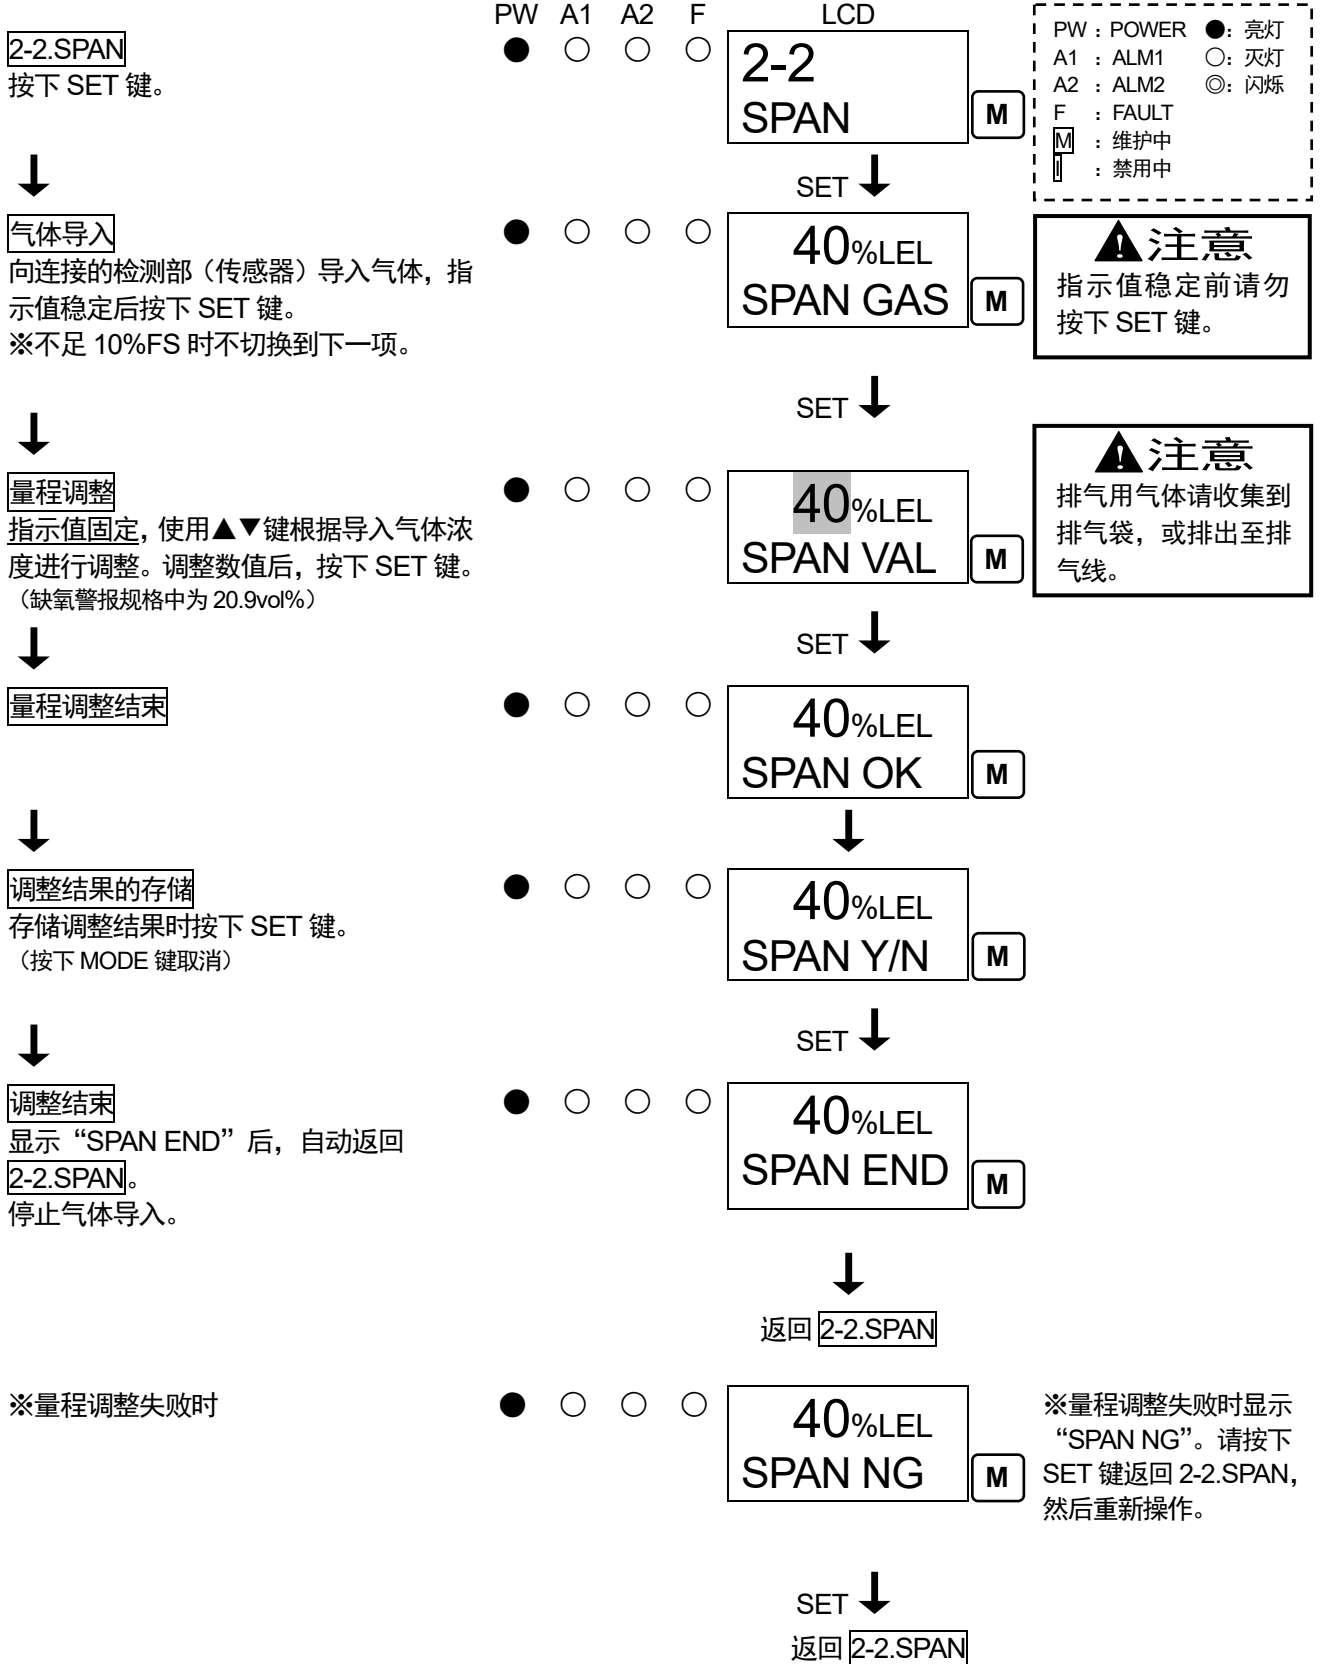 PW A1 A2 F LCD
PW : POWER ●: 亮灯
A1 : ALM1 ○: 灭灯
A2 : ALM2 ◎: 闪烁
F : FAULT
M : 维护中
I : 禁用中
2-2.SPAN
按下 SET 键。
● ○ ○ ○
2-2
SPAN
M
SET
气体导入
向连接的检测部（传感器）导入气体，指
示值稳定后按下 SET 键。
※不足 10%FS 时不切换到下一项。
● ○ ○ ○
40%LEL
SPAN GAS
M
注意
指示值稳定前请勿
按下 SET 键。
SET
量程调整
指示值固定，使用▲▼键根据导入气体浓
度进行调整。调整数值后，按下 SET 键。
（缺氧警报规格中为 20.9vol%）
● ○ ○ ○
40%LEL
SPAN VAL
M
注意
排气用气体请收集到
排气袋，或排出至排
气线。
SET
量程调整结束
● ○ ○ ○
40%LEL
SPAN OK
M
调整结果的存储
存储调整结果时按下 SET 键。
（按下 MODE 键取消）
● ○ ○ ○
40%LEL
SPAN Y/N
M
SET
调整结束
显示“SPAN END”后，自动返回
2-2.SPAN。
停止气体导入。
● ○ ○ ○
40%LEL
SPAN END
M
返回 2-2.SPAN
※量程调整失败时
● ○ ○ ○
40%LEL
SPAN NG
M
※量程调整失败时显示
“SPAN NG”。请按下
SET 键返回 2-2.SPAN，
然后重新操作。
SET
返回 2-2.SPAN